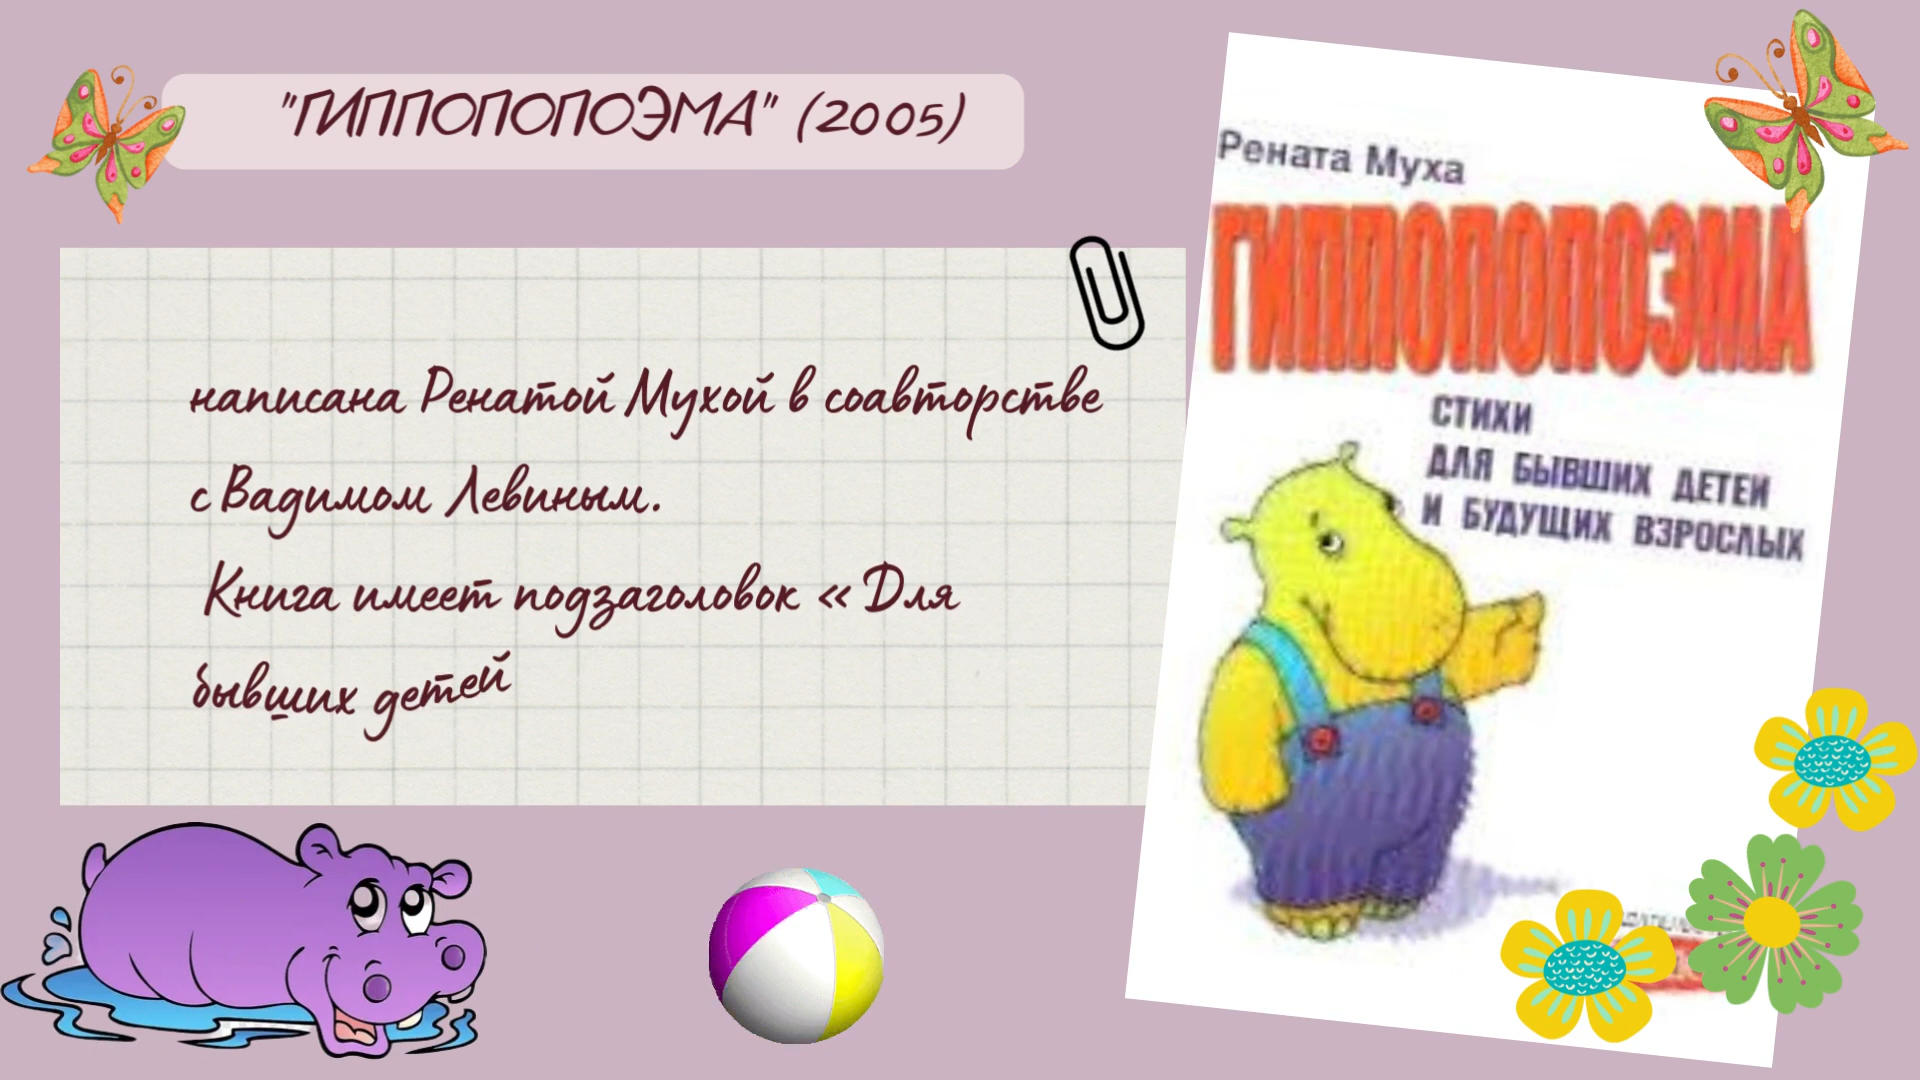 "ГИППОПОПОЭМА" (2005)
написана Ренатой Мухой в соавторстве
с Вадимом Левиным.
Книга имеет подзаголовок « Для
бывших детей
Рената Муха
ГИППОПОПОЭМА
СТИХИ
ДЛЯ БЫВШИХ ДЕТЕЙ
И БУДУЩИХ ВЗРОСЛЫХ